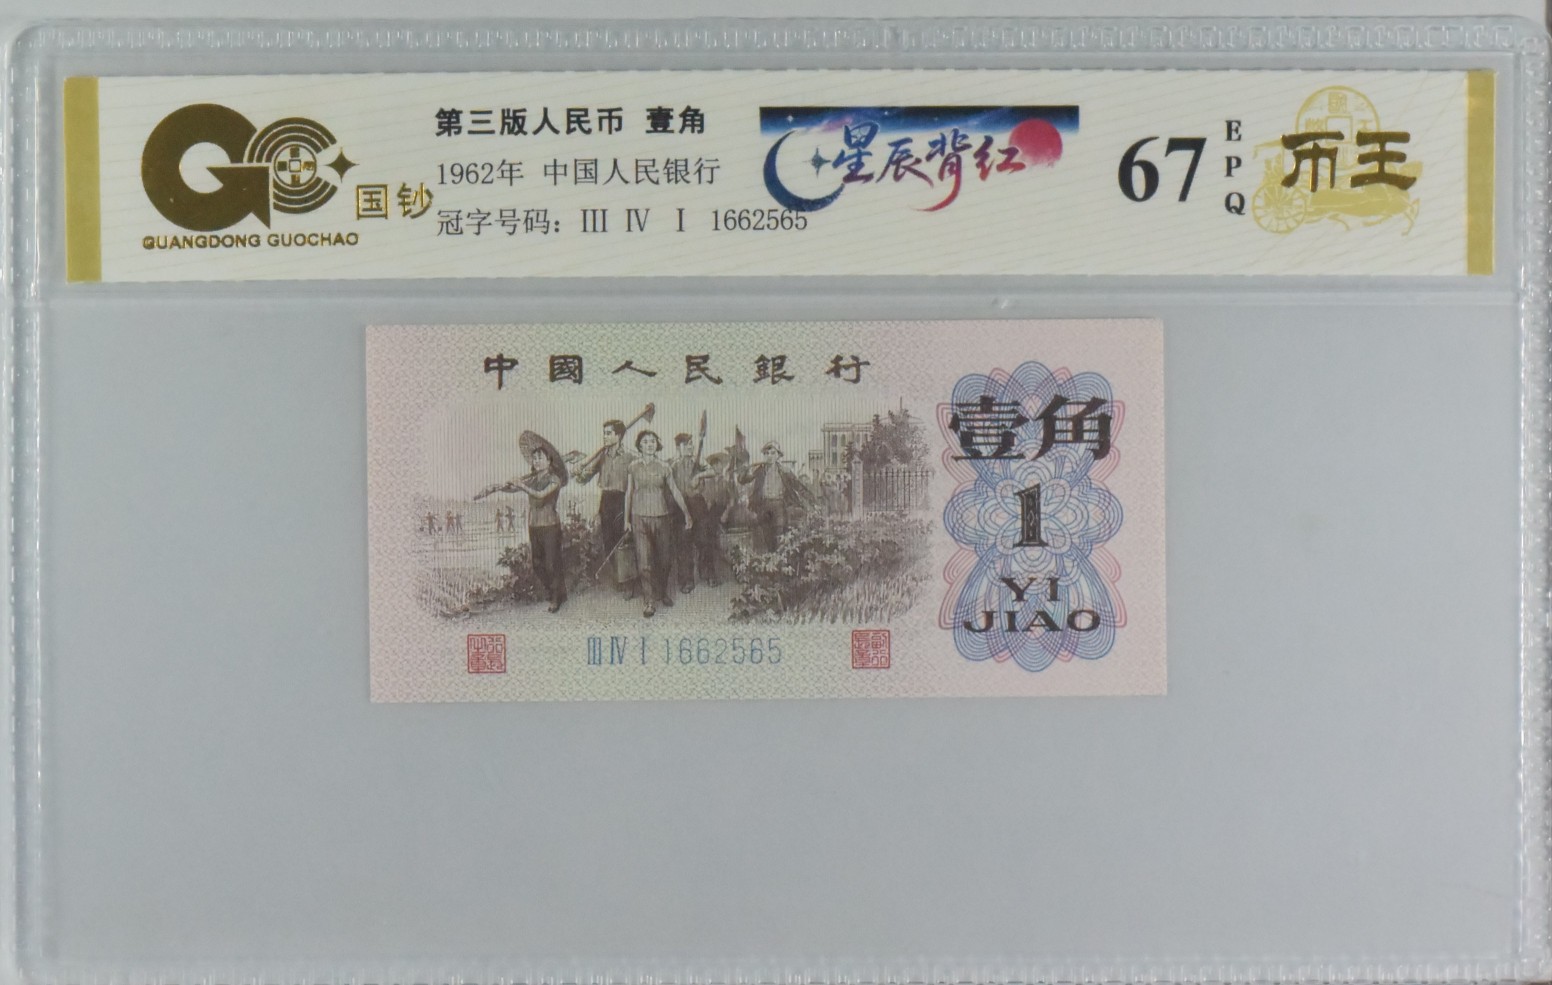 第三版人民币 壹角
1962年 中国人民银行
冠字号码：Ⅲ Ⅳ Ⅰ 1662565
国钞
GUANGDONG GUOCHAO
星辰背红
67
EPQ
币王
中國人民銀行
壹角
1
YI
JIAO
Ⅲ Ⅳ Ⅰ 1662565